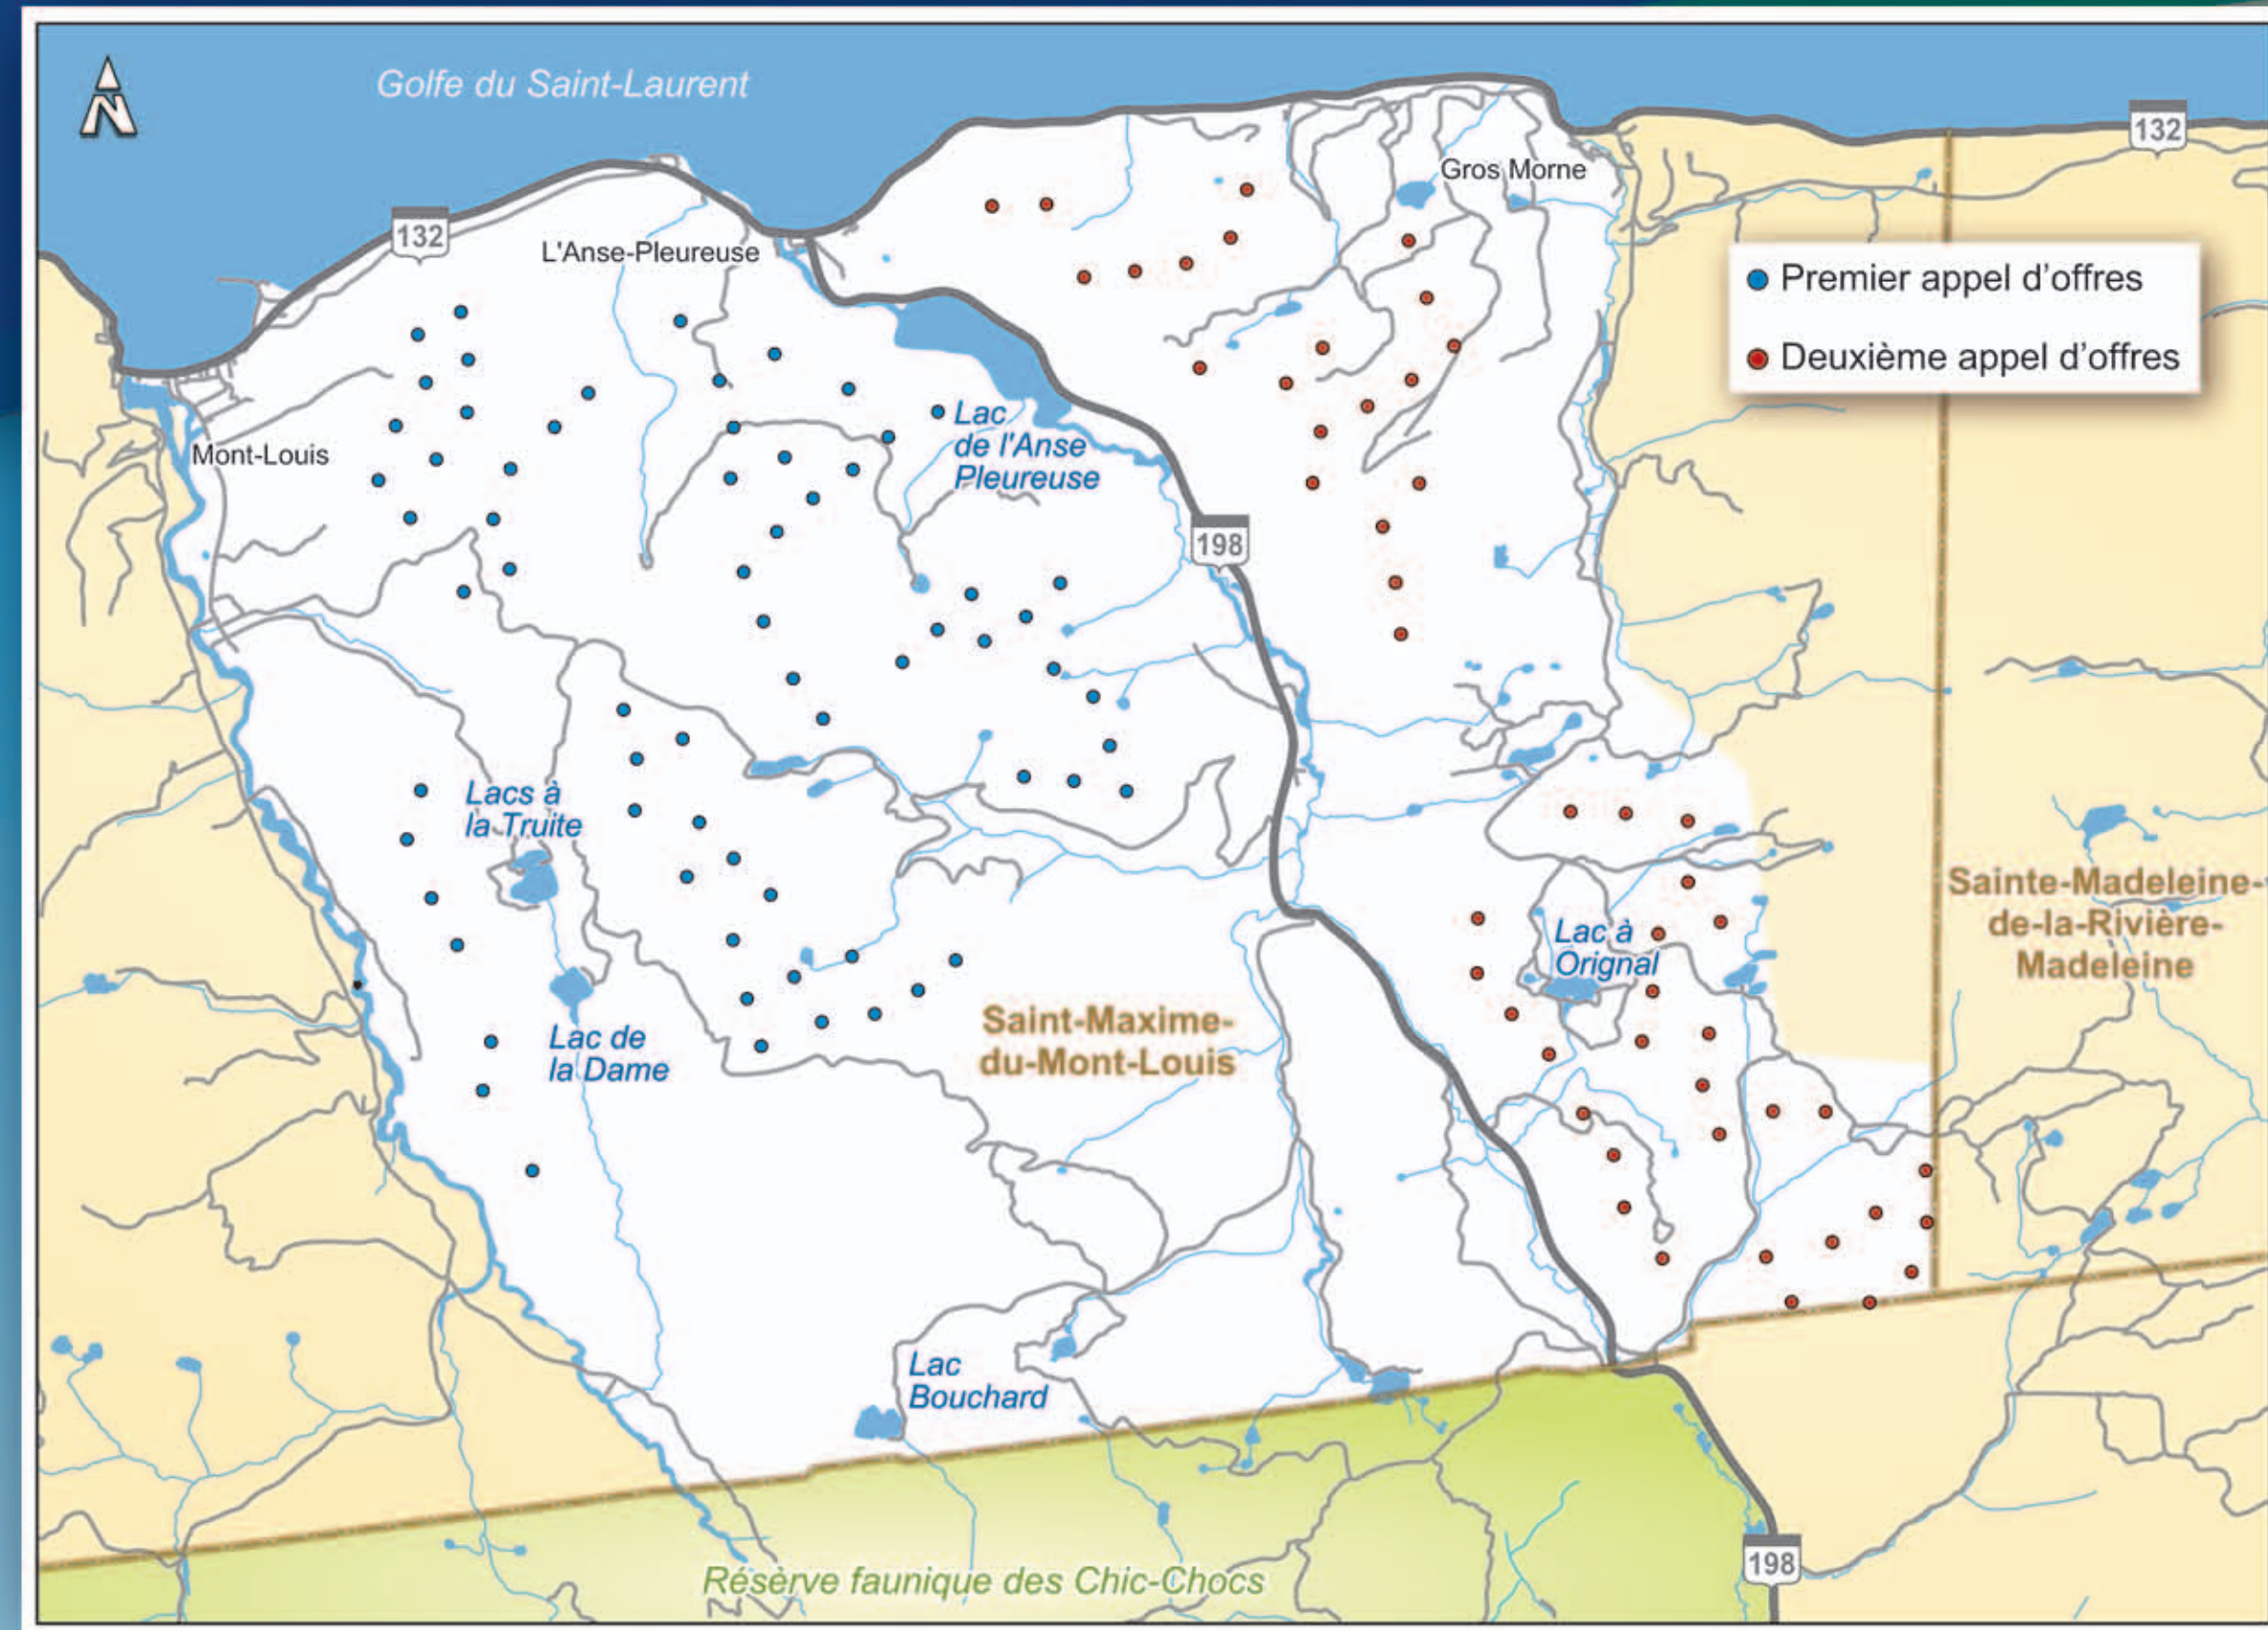 N
Golfe du Saint-Laurent
132
Gros Morne
132
L'Anse-Pleureuse
Premier appel d’offres
Deuxième appel d’offres
Lac
de l'Anse
Pleureuse
Mont-Louis
198
Lacs à
la Truite
Sainte-Madeleine-
de-la-Rivière-
Madeleine
Lac à
Orignal
Saint-Maxime-
du-Mont-Louis
Lac de
la Dame
Lac
Bouchard
198
Réserve faunique des Chic-Chocs